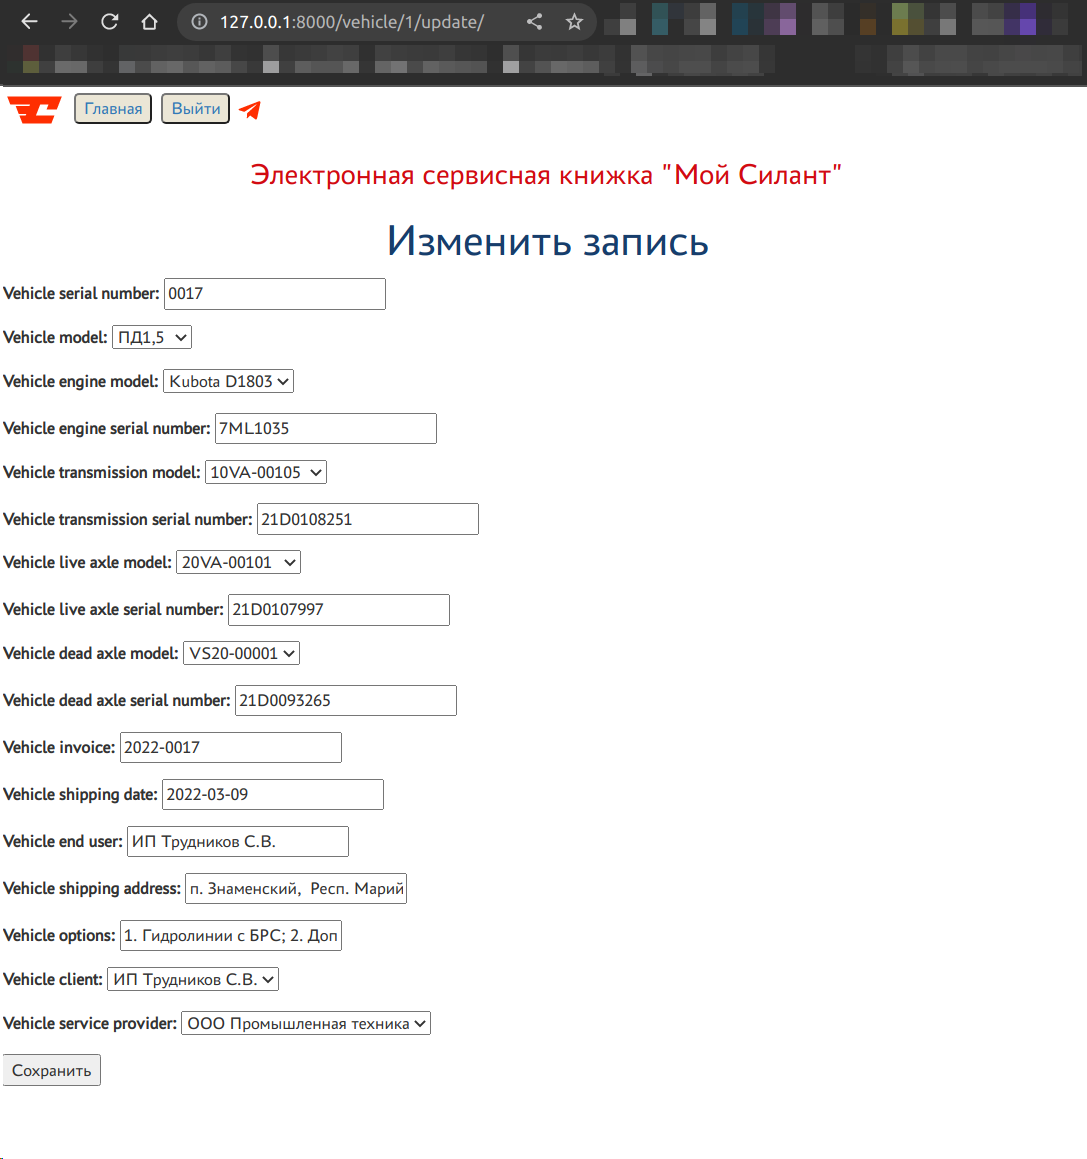 127.0.0.1:8000/vehicle/1/update/
Главная Выйти
Электронная сервисная книжка "Мой Силант"
Изменить запись
Vehicle serial number: 0017
Vehicle model: ПД1,5
Vehicle engine model: Kubota D1803
Vehicle engine serial number: 7ML1035
Vehicle transmission model: 10VA-00105
Vehicle transmission serial number: 21D0108251
Vehicle live axle model: 20VA-00101
Vehicle live axle serial number: 21D0107997
Vehicle dead axle model: VS20-00001
Vehicle dead axle serial number: 21D0093265
Vehicle invoice: 2022-0017
Vehicle shipping date: 2022-03-09
Vehicle end user: ИП Трудников С.В.
Vehicle shipping address: п. Знаменский, Респ. Марий
Vehicle options: 1. Гидролинии с БРС; 2. Доп
Vehicle client: ИП Трудников С.В.
Vehicle service provider: ООО Промышленная техника
Сохранить